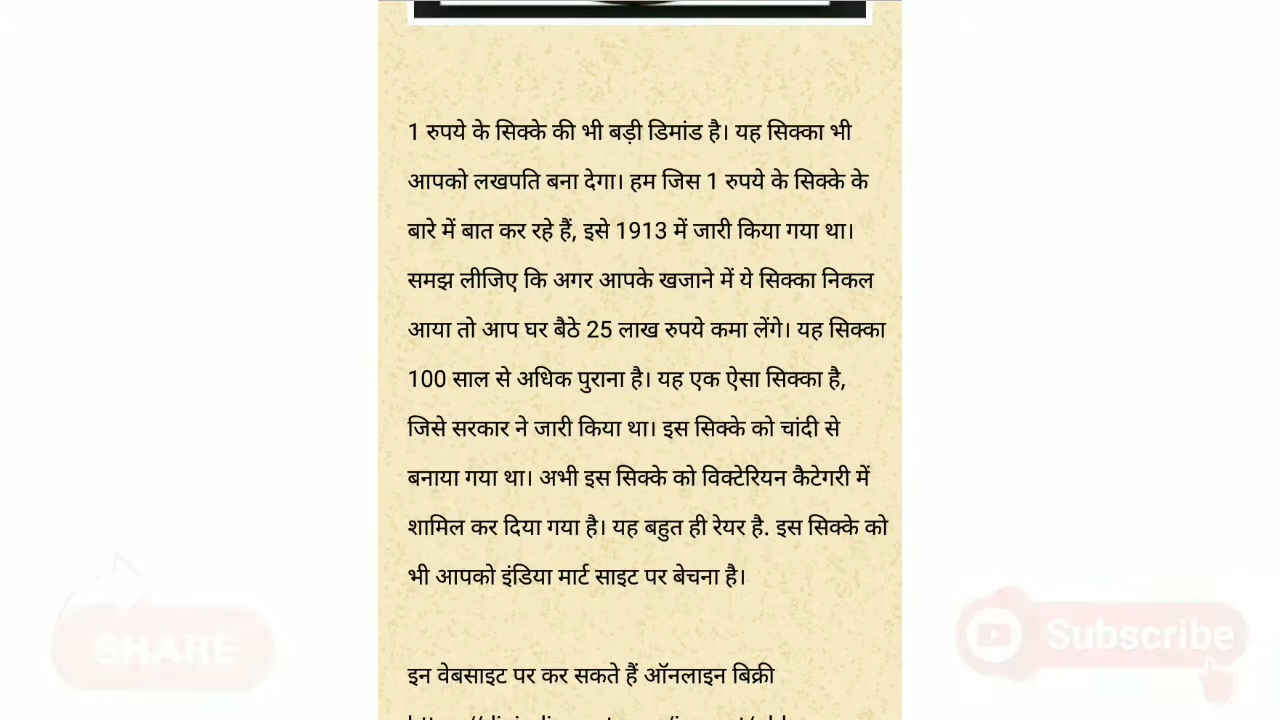 1 रुपये के सिक्के की भी बड़ी डिमांड है। यह सिक्का भी
आपको लखपति बना देगा। हम जिस 1 रुपये के सिक्के के
बारे में बात कर रहे हैं, इसे 1913 में जारी किया गया था।
समझ लीजिए कि अगर आपके खजाने में ये सिक्का निकल
आया तो आप घर बैठे 25 लाख रुपये कमा लेंगे। यह सिक्का
100 साल से अधिक पुराना है। यह एक ऐसा सिक्का है,
जिसे सरकार ने जारी किया था। इस सिक्के को चांदी से
बनाया गया था। अभी इस सिक्के को विक्टेरियन कैटेगरी में
शामिल कर दिया गया है। यह बहुत ही रेयर है. इस सिक्के को
भी आपको इंडिया मार्ट साइट पर बेचना है।
SHARE
Subscribe
इन वेबसाइट पर कर सकते हैं ऑनलाइन बिक्री